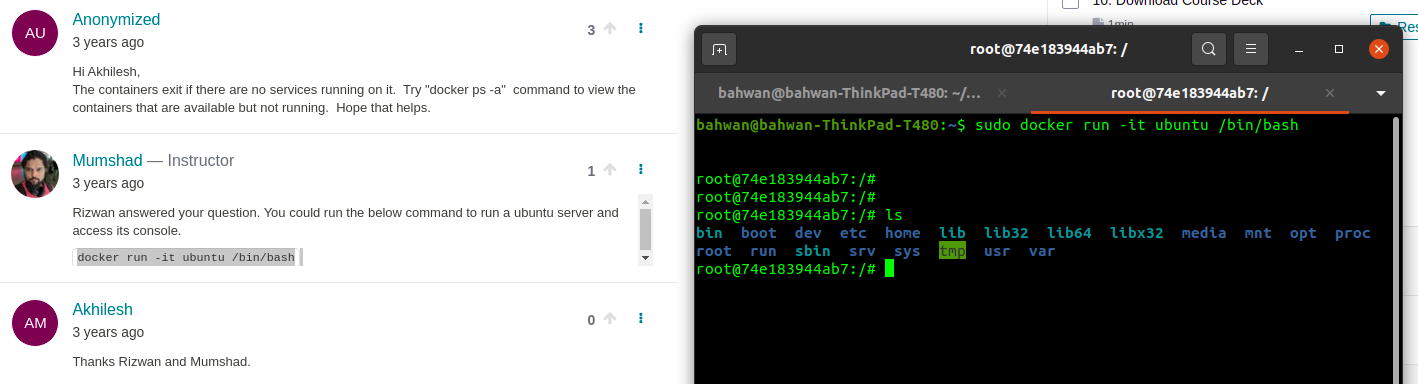 AU
Anonymized
3 years ago
3
Hi Akhilesh,
The containers exit if there are no services running on it.  Try "docker ps -a"  command to view the
containers that are available but not running.  Hope that helps.
Mumshad — Instructor
3 years ago
1
Rizwan answered your question. You could run the below command to run a ubuntu server and
access its console.
docker run -it ubuntu /bin/bash
AM
Akhilesh
3 years ago
0
Thanks Rizwan and Mumshad.
10. Download Course Deck
1min
Res
root@74e183944ab7: /
bahwan@bahwan-ThinkPad-T480: ~/...
root@74e183944ab7: /
bahwan@bahwan-ThinkPad-T480:~$ sudo docker run -it ubuntu /bin/bash
root@74e183944ab7:/#
root@74e183944ab7:/#
root@74e183944ab7:/# ls
bin  boot  dev  etc  home  lib  lib32  lib64  libx32  media  mnt  opt  proc
root  run  sbin  srv  sys  tmp  usr  var
root@74e183944ab7:/#